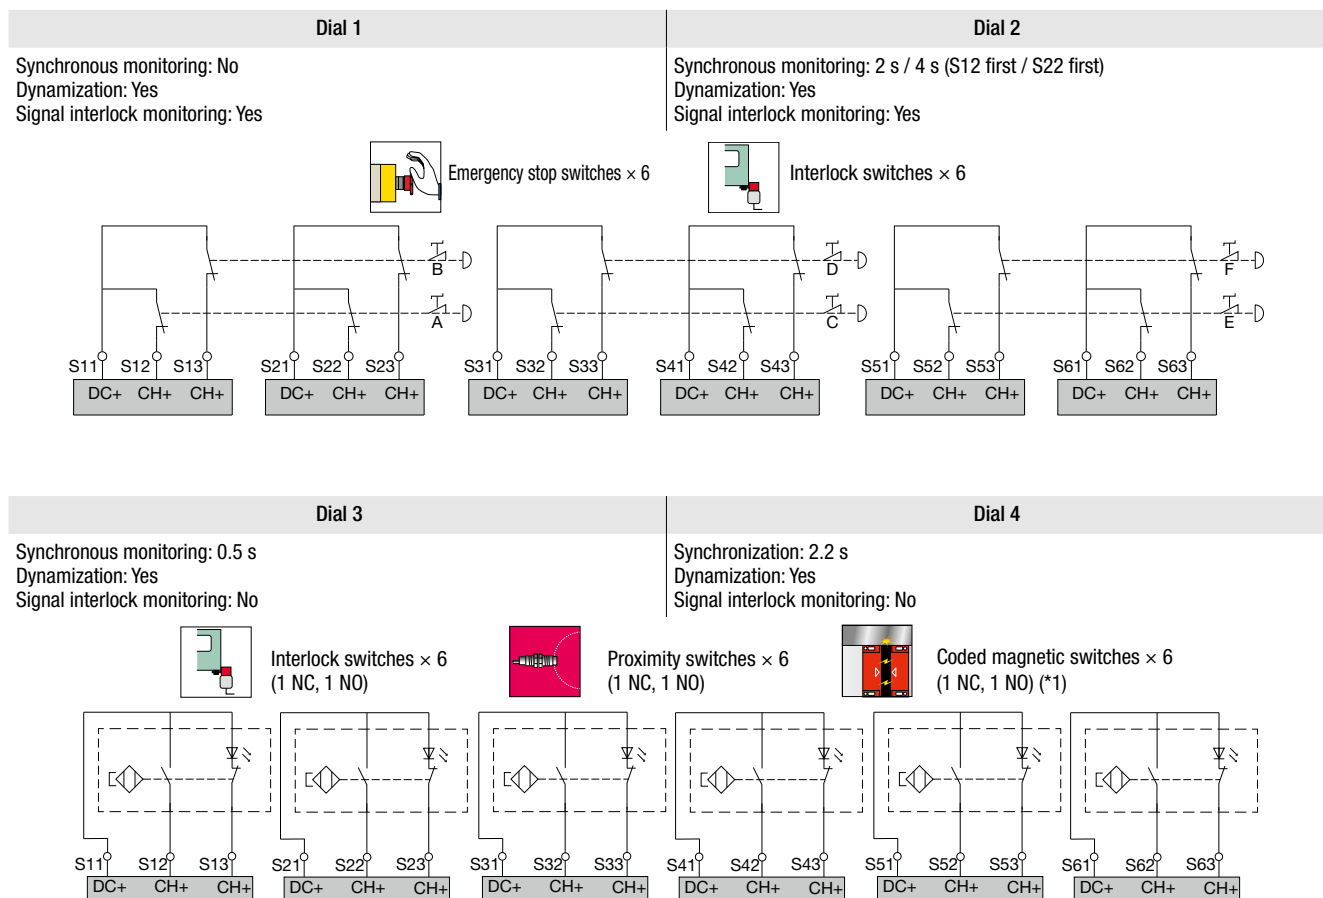 Dial 1
Dial 2
Synchronous monitoring: No
Dynamization: Yes
Signal interlock monitoring: Yes
Synchronous monitoring: 2 s / 4 s (S12 first / S22 first)
Dynamization: Yes
Signal interlock monitoring: Yes
Emergency stop switches × 6
Interlock switches × 6
B D F
A C E
S11 S12 S13 S21 S22 S23 S31 S32 S33 S41 S42 S43 S51 S52 S53 S61 S62 S63
DC+ CH+ CH+ DC+ CH+ CH+ DC+ CH+ CH+ DC+ CH+ CH+ DC+ CH+ CH+ DC+ CH+ CH+
Dial 3
Dial 4
Synchronous monitoring: 0.5 s
Dynamization: Yes
Signal interlock monitoring: No
Synchronization: 2.2 s
Dynamization: Yes
Signal interlock monitoring: No
Interlock switches × 6
(1 NC, 1 NO)
Proximity switches × 6
(1 NC, 1 NO)
Coded magnetic switches × 6
(1 NC, 1 NO) (*1)
S11 S12 S13 S21 S22 S23 S31 S32 S33 S41 S42 S43 S51 S52 S53 S61 S62 S63
DC+ CH+ CH+ DC+ CH+ CH+ DC+ CH+ CH+ DC+ CH+ CH+ DC+ CH+ CH+ DC+ CH+ CH+